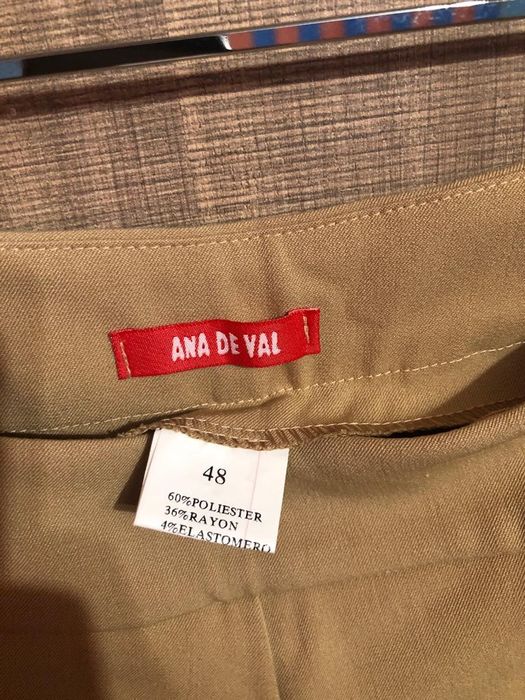 ANA DE VAL
48
60%POLIESTER
36%RAYON
4%ELASTOMERO